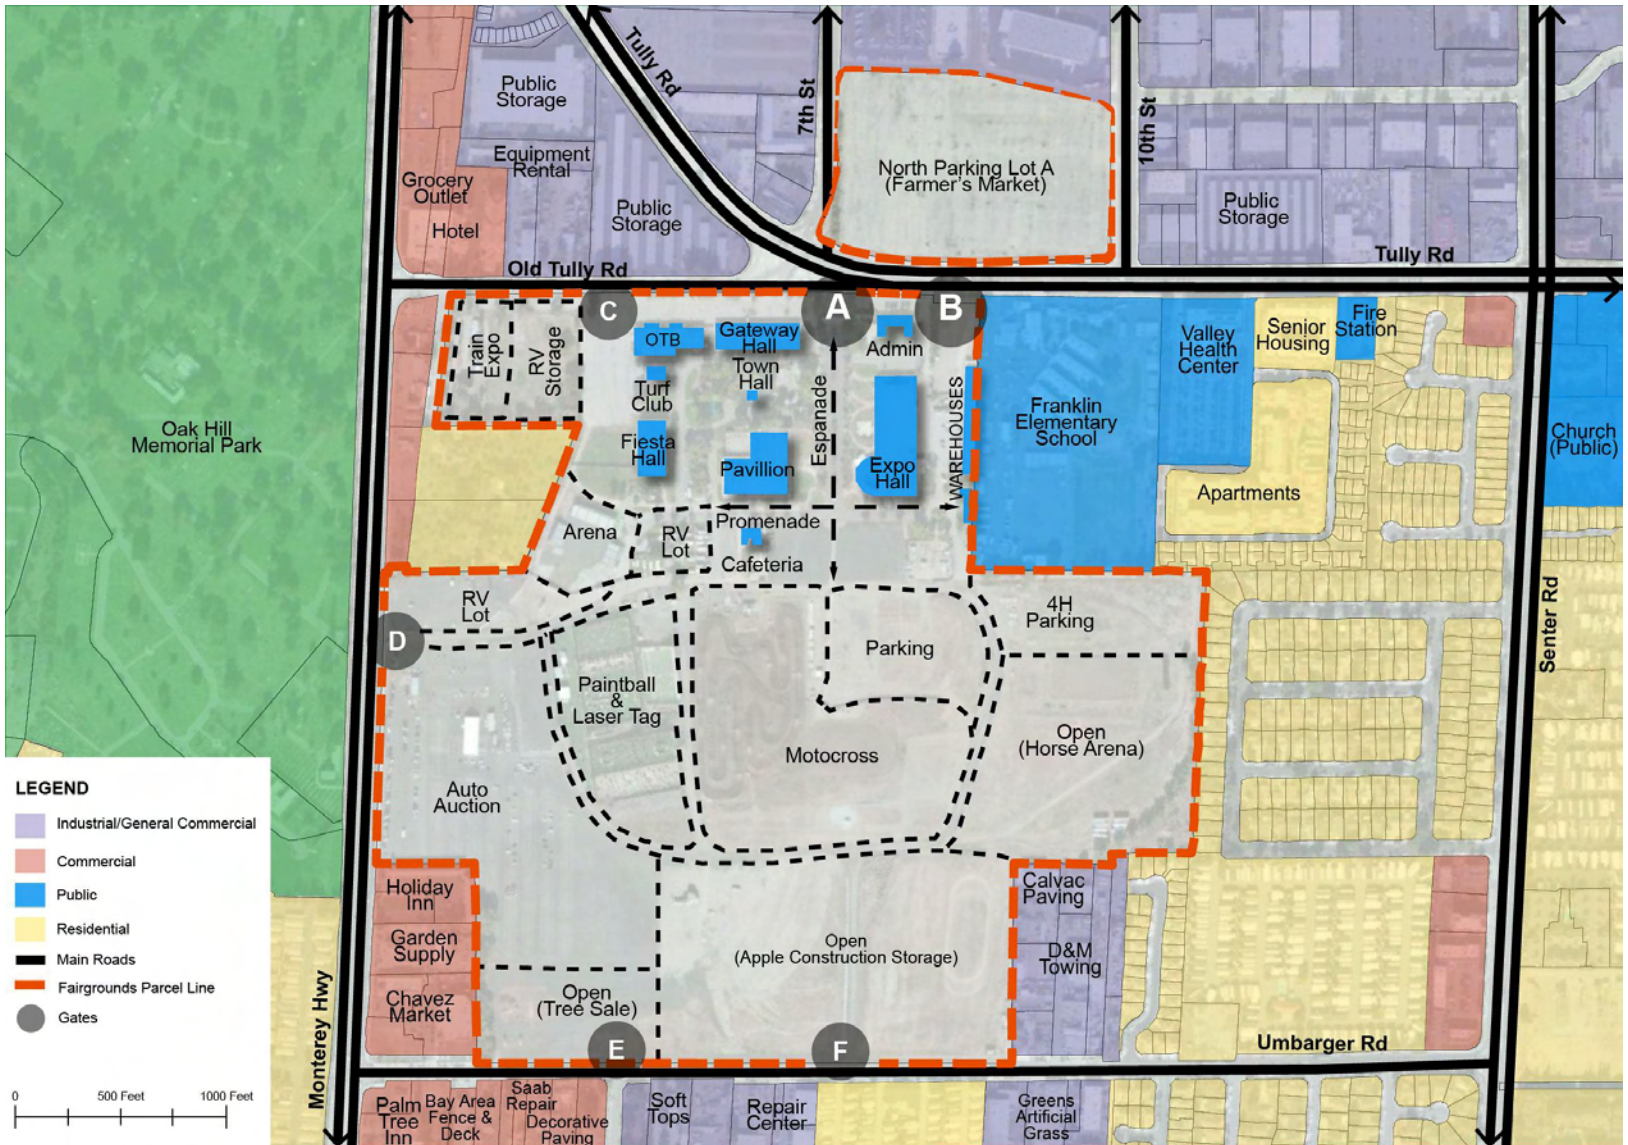 Tully Rd
7th St
10th St
Public
Storage
Equipment
Rental
Grocery
Outlet
Hotel
Public
Storage
North Parking Lot A
(Farmer's Market)
Public
Storage
Old Tully Rd
Tully Rd
C
A
B
Train
Expo
RV
Storage
OTB
Gateway
Hall
Admin
Town
Hall
Turf
Club
Fiesta
Hall
Pavillion
Espanade
Expo
Hall
WAREHOUSES
Franklin
Elementary
School
Valley
Health
Center
Senior
Housing
Fire
Station
Apartments
Church
(Public)
Oak Hill
Memorial Park
Arena
RV
Lot
Promenade
Cafeteria
RV
Lot
D
4H
Parking
Parking
Senter Rd
Paintball
&
Laser Tag
Motocross
Open
(Horse Arena)
Auto
Auction
LEGEND
Industrial/General Commercial
Commercial
Public
Residential
Main Roads
Fairgrounds Parcel Line
Gates
0
500 Feet
1000 Feet
Monterey Hwy
Holiday
Inn
Garden
Supply
Chavez
Market
Open
(Tree Sale)
Open
(Apple Construction Storage)
Calvac
Paving
D&M
Towing
E
F
Umbarger Rd
Palm
Tree
Inn
Bay Area
Fence &
Deck
Saab
Repair
Decorative
Paving
Soft
Tops
Repair
Center
Greens
Artificial
Grass